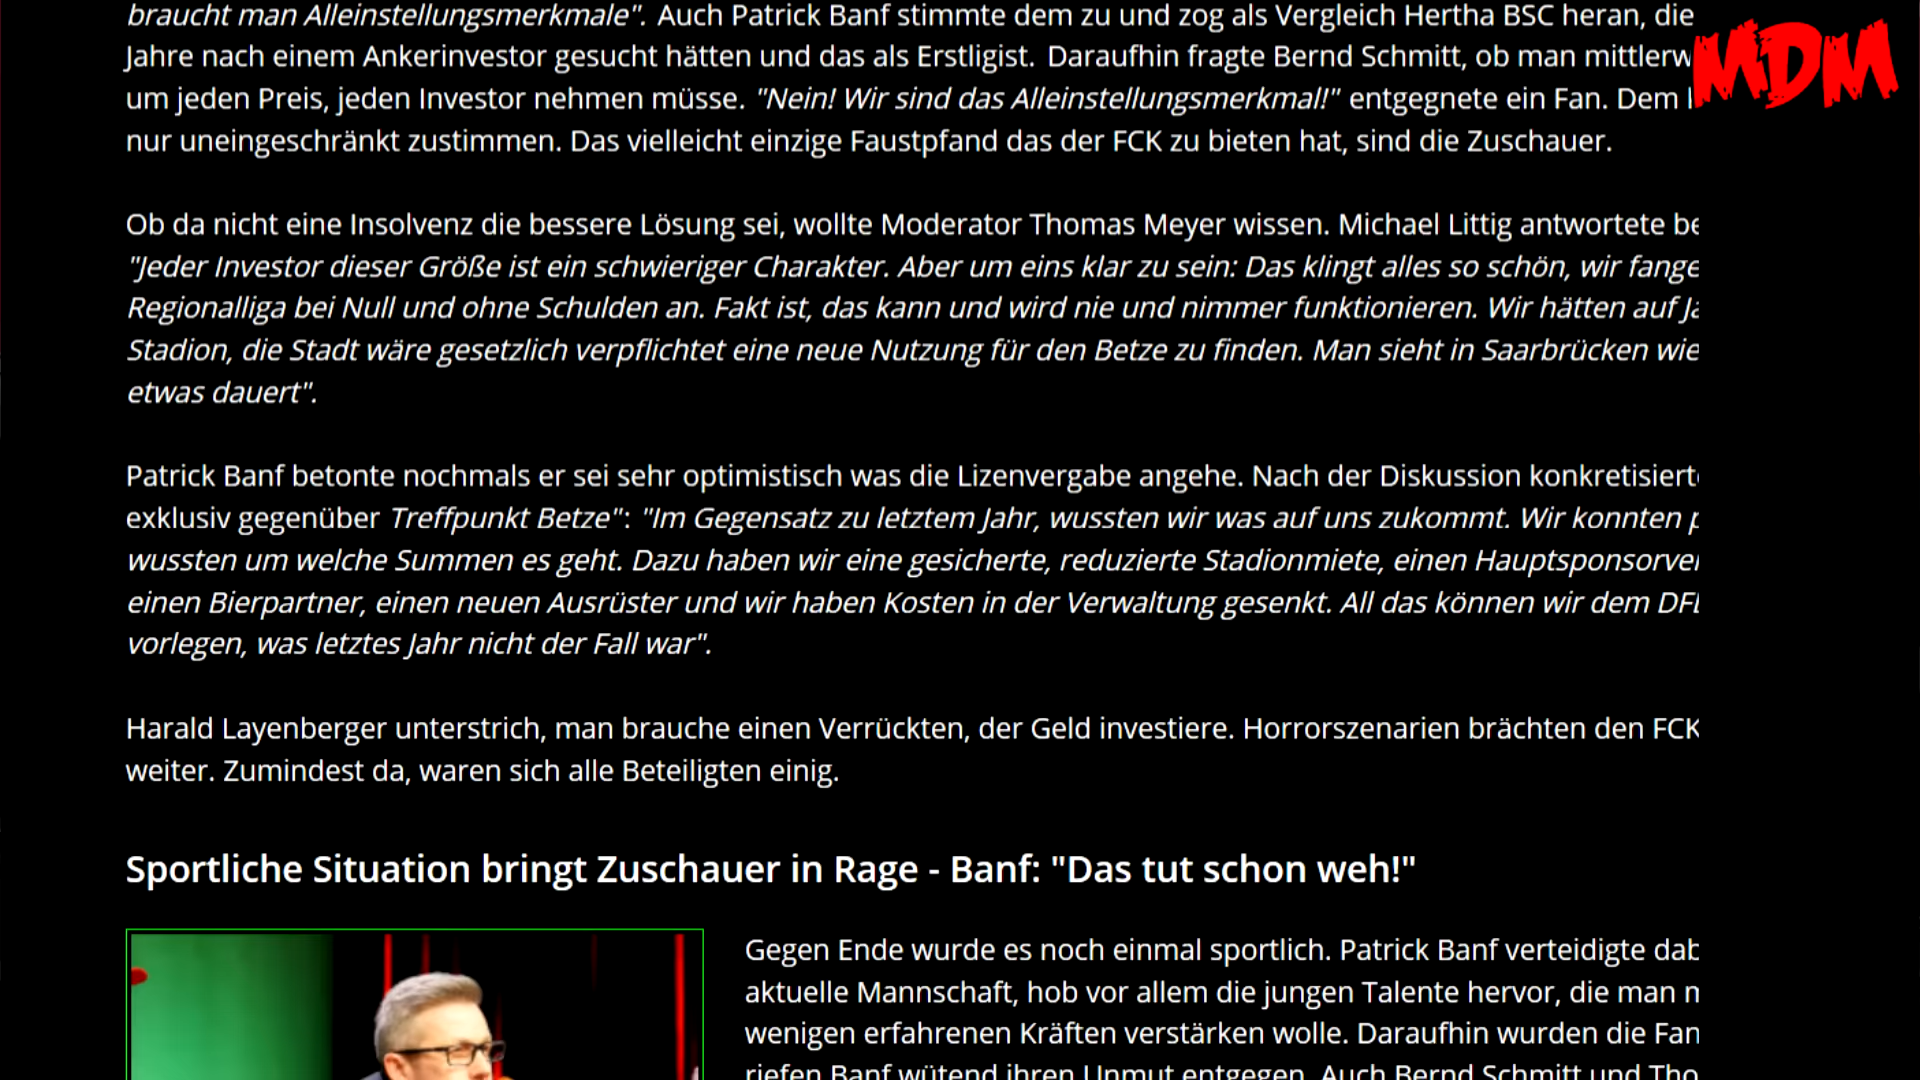 braucht man Alleinstellungsmerkmale". Auch Patrick Banf stimmte dem zu und zog als Vergleich Hertha BSC heran, die
Jahre nach einem Ankerinvestor gesucht hätten und das als Erstligist. Daraufhin fragte Bernd Schmitt, ob man
um jeden Preis, jeden Investor nehmen müsse. "Nein! Wir sind das Alleinstellungsmerkmal!" entgegnete ein Fan. Dem
nur uneingeschränkt zustimmen. Das vielleicht einzige Faustpfand das der FCK zu bieten hat, sind die Zuschauer.
MDM
Ob da nicht eine Insolvenz die bessere Lösung sei, wollte Moderator Thomas Meyer wissen. Michael Littig antwortete
"Jeder Investor dieser Größe ist ein schwieriger Charakter. Aber um eins klar zu sein: Das klingt alles so schön, wir
Regionalliga bei Null und ohne Schulden an. Fakt ist, das kann und wird nie und nimmer funktionieren. Wir hätten auf
Stadion, die Stadt wäre gesetzlich verpflichtet eine neue Nutzung für den Betze zu finden. Man sieht in Saarbrücken wie
etwas dauert".
Patrick Banf betonte nochmals er sei sehr optimistisch was die Lizenvergabe angehe. Nach der Diskussion
exklusiv gegenüber Treffpunkt Betze": "Im Gegensatz zu letztem Jahr, wussten wir was auf uns zukommt. Wir konnten
wussten um welche Summen es geht. Dazu haben wir eine gesicherte, reduzierte Stadionmiete, einen
einen Bierpartner, einen neuen Ausrüster und wir haben Kosten in der Verwaltung gesenkt. All das können wir dem
vorlegen, was letztes Jahr nicht der Fall war".
Harald Layenberger unterstrich, man brauche einen Verrückten, der Geld investiere. Horrorszenarien brächten den FCK
weiter. Zumindest da, waren sich alle Beteiligten einig.
Sportliche Situation bringt Zuschauer in Rage - Banf: "Das tut schon weh!"
Gegen Ende wurde es noch einmal sportlich. Patrick Banf verteidigte
aktuelle Mannschaft, hob vor allem die jungen Talente hervor, die man
wenigen erfahrenen Kräften verstärken wolle. Daraufhin wurden die
riefen Banf wütend ihren Unmut entgegen. Auch Bernd Schmitt und